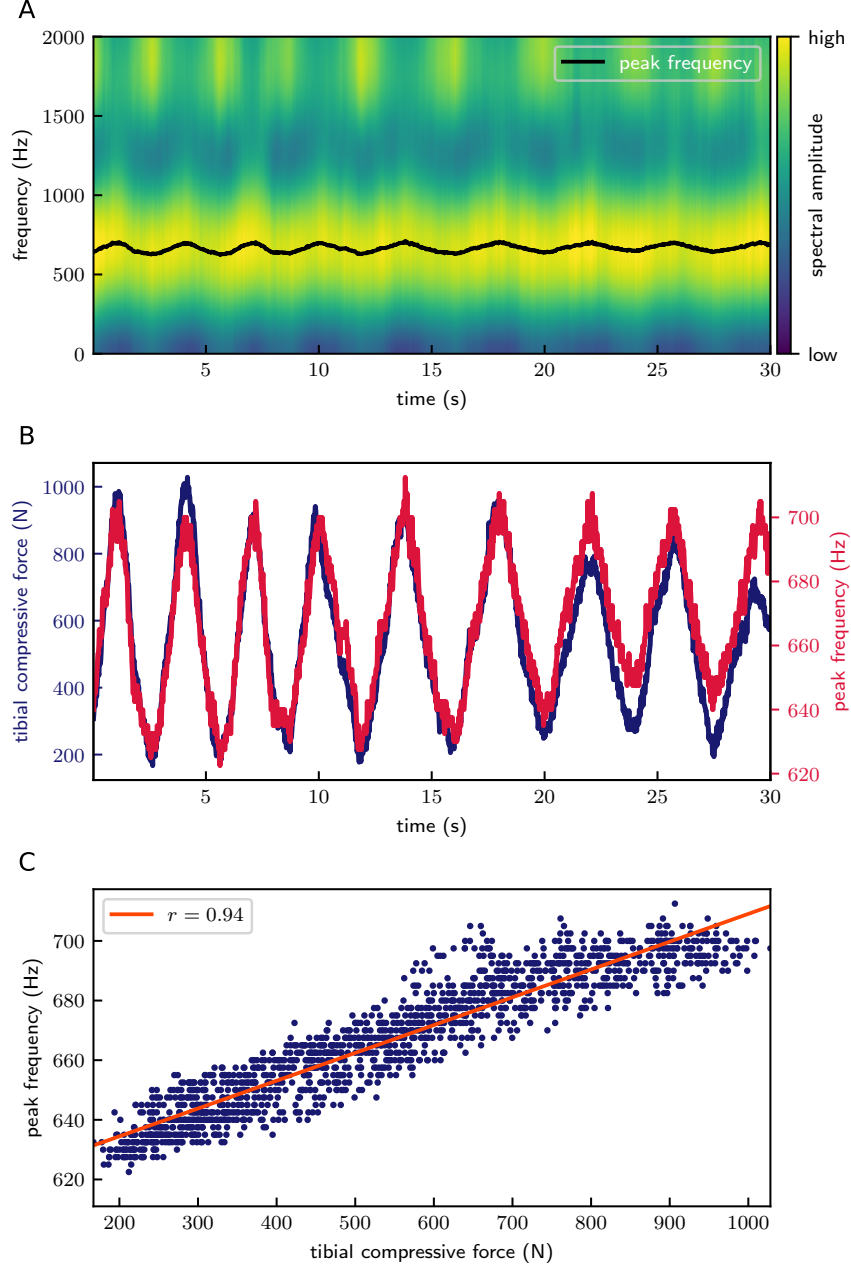 A
2000
1500
1000
500
0
frequency (Hz)
peak frequency
high
low
spectral amplitude
5
10
15
20
25
30
time (s)
B
1000
800
600
400
200
tibial compressive force (N)
700
680
660
640
620
peak frequency (Hz)
5
10
15
20
25
30
time (s)
C
r = 0.94
700
680
660
640
620
peak frequency (Hz)
200
300
400
500
600
700
800
900
1000
tibial compressive force (N)